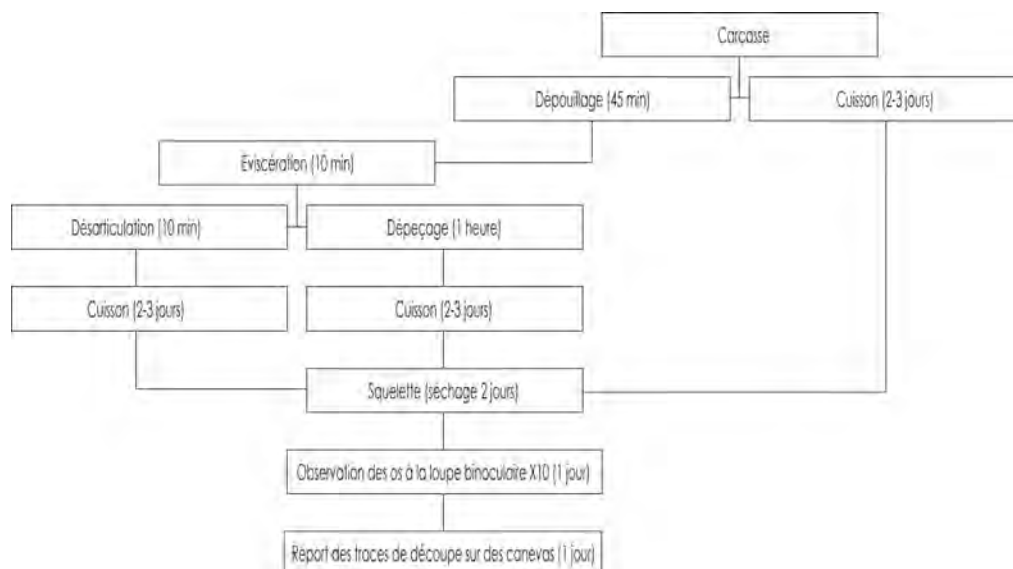 Carcasse
Dépouillage (45 min)
Cuisson (2-3 jours)
Eviscération (10 min)
Désarticulation (10 min)
Dépeçage (1 heure)
Cuisson (2-3 jours)
Cuisson (2-3 jours)
Squelette (séchage 2 jours)
Observation des os à la loupe binoculaire X10 (1 jour)
Report des traces de découpe sur des canevas (1 jour)